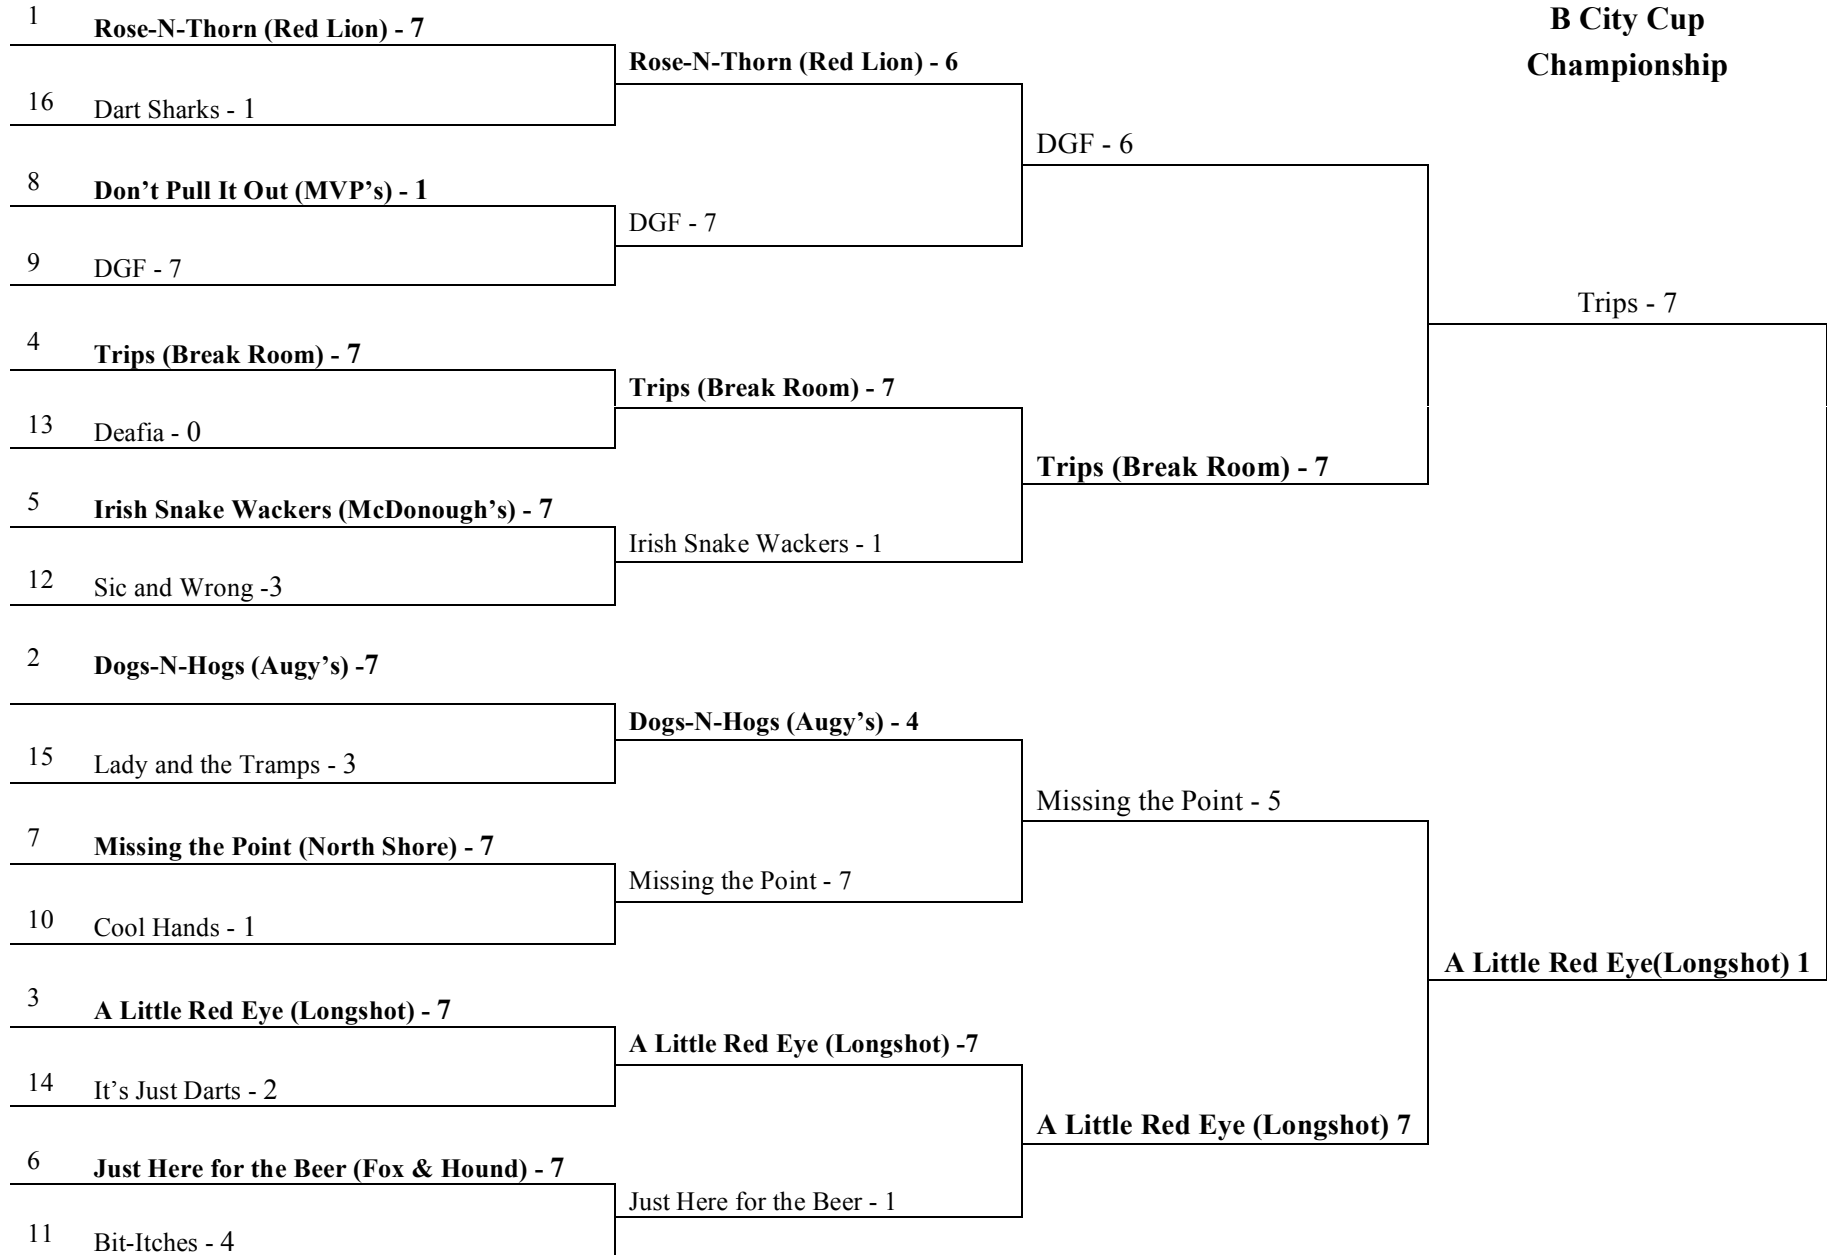 B City Cup
Championship
1 Rose-N-Thorn (Red Lion) - 7
16 Dart Sharks - 1
8 Don’t Pull It Out (MVP’s) - 1
9 DGF - 7
4 Trips (Break Room) - 7
13 Deafia - 0
5 Irish Snake Wackers (McDonough’s) - 7
12 Sic and Wrong -3
2 Dogs-N-Hogs (Augy’s) -7
15 Lady and the Tramps - 3
7 Missing the Point (North Shore) - 7
10 Cool Hands - 1
3 A Little Red Eye (Longshot) - 7
14 It’s Just Darts - 2
6 Just Here for the Beer (Fox & Hound) - 7
11 Bit-Itches - 4
Rose-N-Thorn (Red Lion) - 6
DGF - 7
Trips (Break Room) - 7
Irish Snake Wackers - 1
Dogs-N-Hogs (Augy’s) - 4
Missing the Point - 7
A Little Red Eye (Longshot) -7
Just Here for the Beer - 1
DGF - 6
Trips (Break Room) - 7
Missing the Point - 5
A Little Red Eye (Longshot) 7
Trips - 7
A Little Red Eye(Longshot) 1